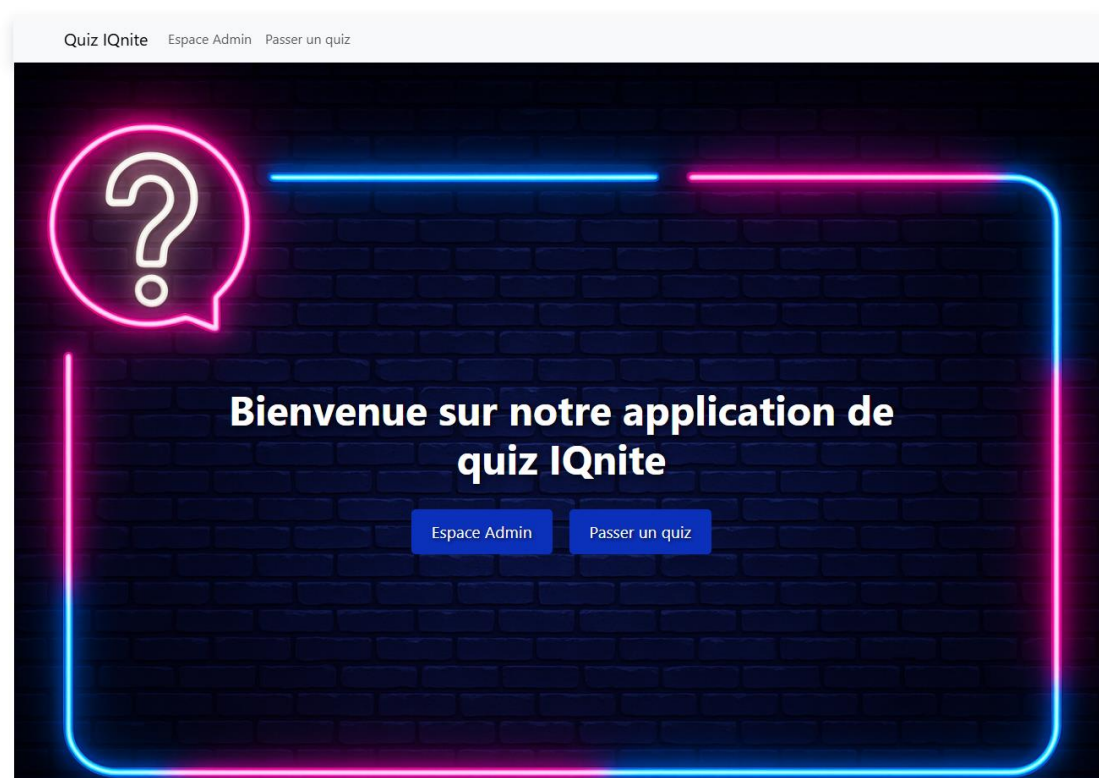 Quiz IQnite Espace Admin Passer un quiz
?
Bienvenue sur notre application de
quiz IQnite
Espace Admin Passer un quiz